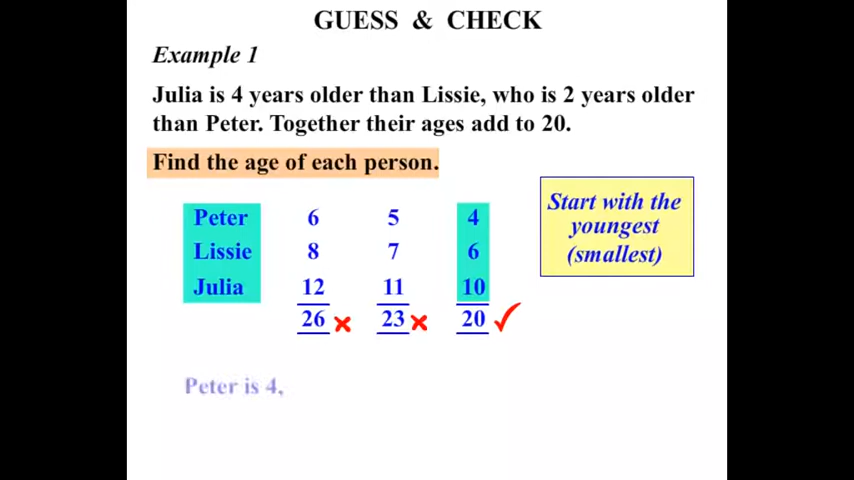 GUESS & CHECK
Example 1
Julia is 4 years older than Lissie, who is 2 years older
than Peter. Together their ages add to 20.
Find the age of each person.
Start with the
youngest
(smallest)
Peter 6 5 4
Lissie 8 7 6
Julia 12 11 10
26 × 23 × 20 ✓
Peter is 4,